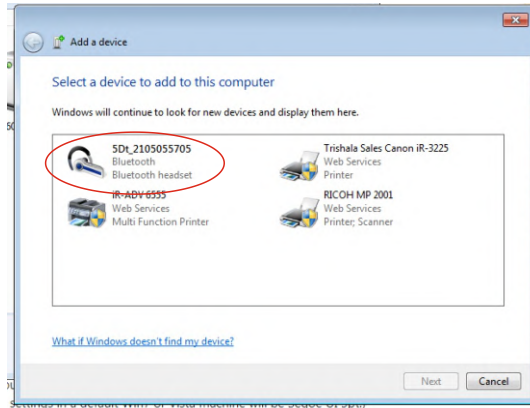 Add a device
Select a device to add to this computer
Windows will continue to look for new devices and display them here.
5Dt_2105055705
Bluetooth
Bluetooth headset
Trishala Sales Canon iR-3225
Web Services
Printer
iR-ADV 6555
Web Services
Multi Function Printer
RICOH MP 2001
Web Services
Printer; Scanner
What if Windows doesn't find my device?
Next
Cancel